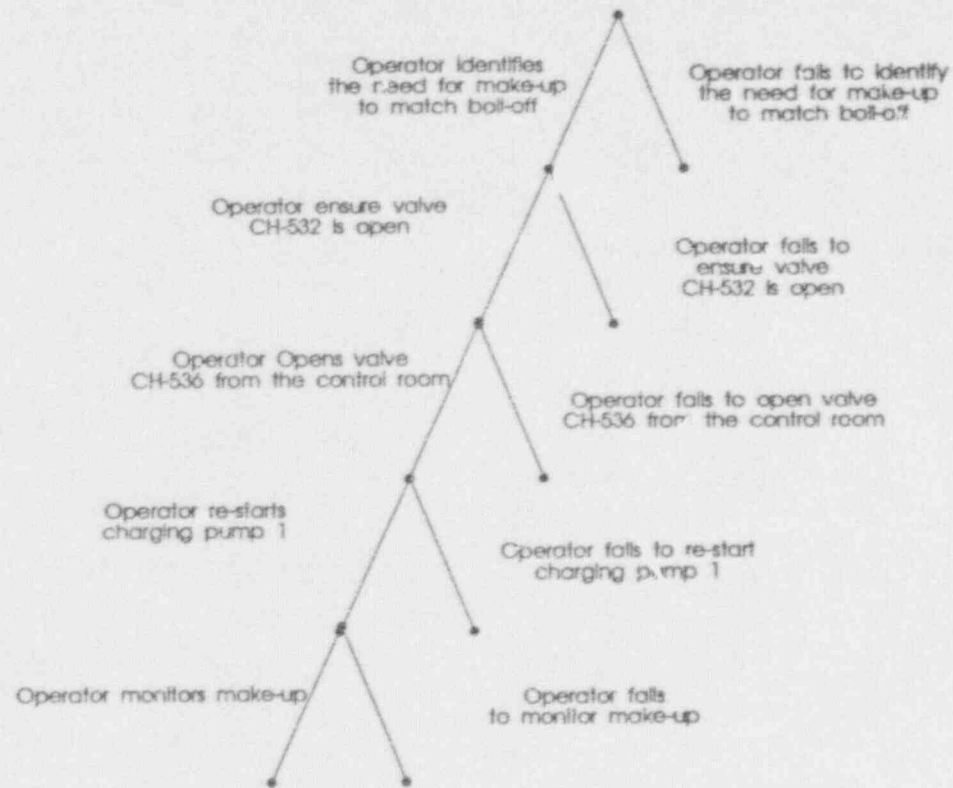 Operator identifies
the need for make-up
to match boil-off
Operator fails to identify
the need for make-up
to match boil-off
Operator ensure valve
CH-532 is open
Operator fails to
ensure valve
CH-532 is open
Operator Opens valve
CH-536 from the control room
Operator fails to open valve
CH-536 from the control room
Operator re-starts
charging pump 1
Operator fails to re-start
charging pump 1
Operator monitors make-up
Operator fails
to monitor make-up